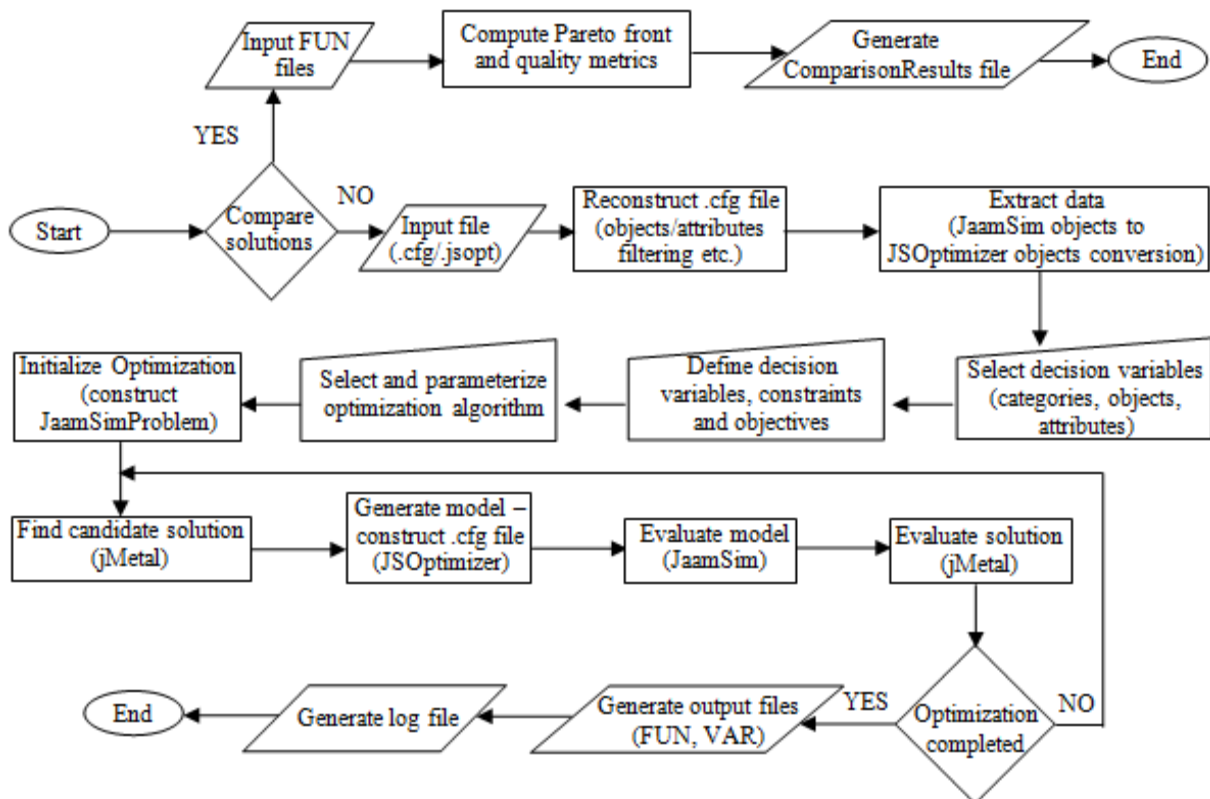 Input FUN
files
Compute Pareto front
and quality metrics
Generate
ComparisonResults file
End
YES
Start
Compare
solutions
NO
Input file
(.cfg/.jsopt)
Reconstruct .cfg file
(objects/attributes
filtering etc.)
Extract data
(JaamSim objects to
JSOptimizer objects conversion)
Initialize Optimization
(construct
JaamSimProblem)
Select and parameterize
optimization algorithm
Define decision
variables, constraints
and objectives
Select decision variables
(categories, objects,
attributes)
Find candidate solution
(jMetal)
Generate model –
construct .cfg file
(JSOptimizer)
Evaluate model
(JaamSim)
Evaluate solution
(jMetal)
End
Generate log file
Generate output files
(FUN, VAR)
YES
Optimization
completed
NO